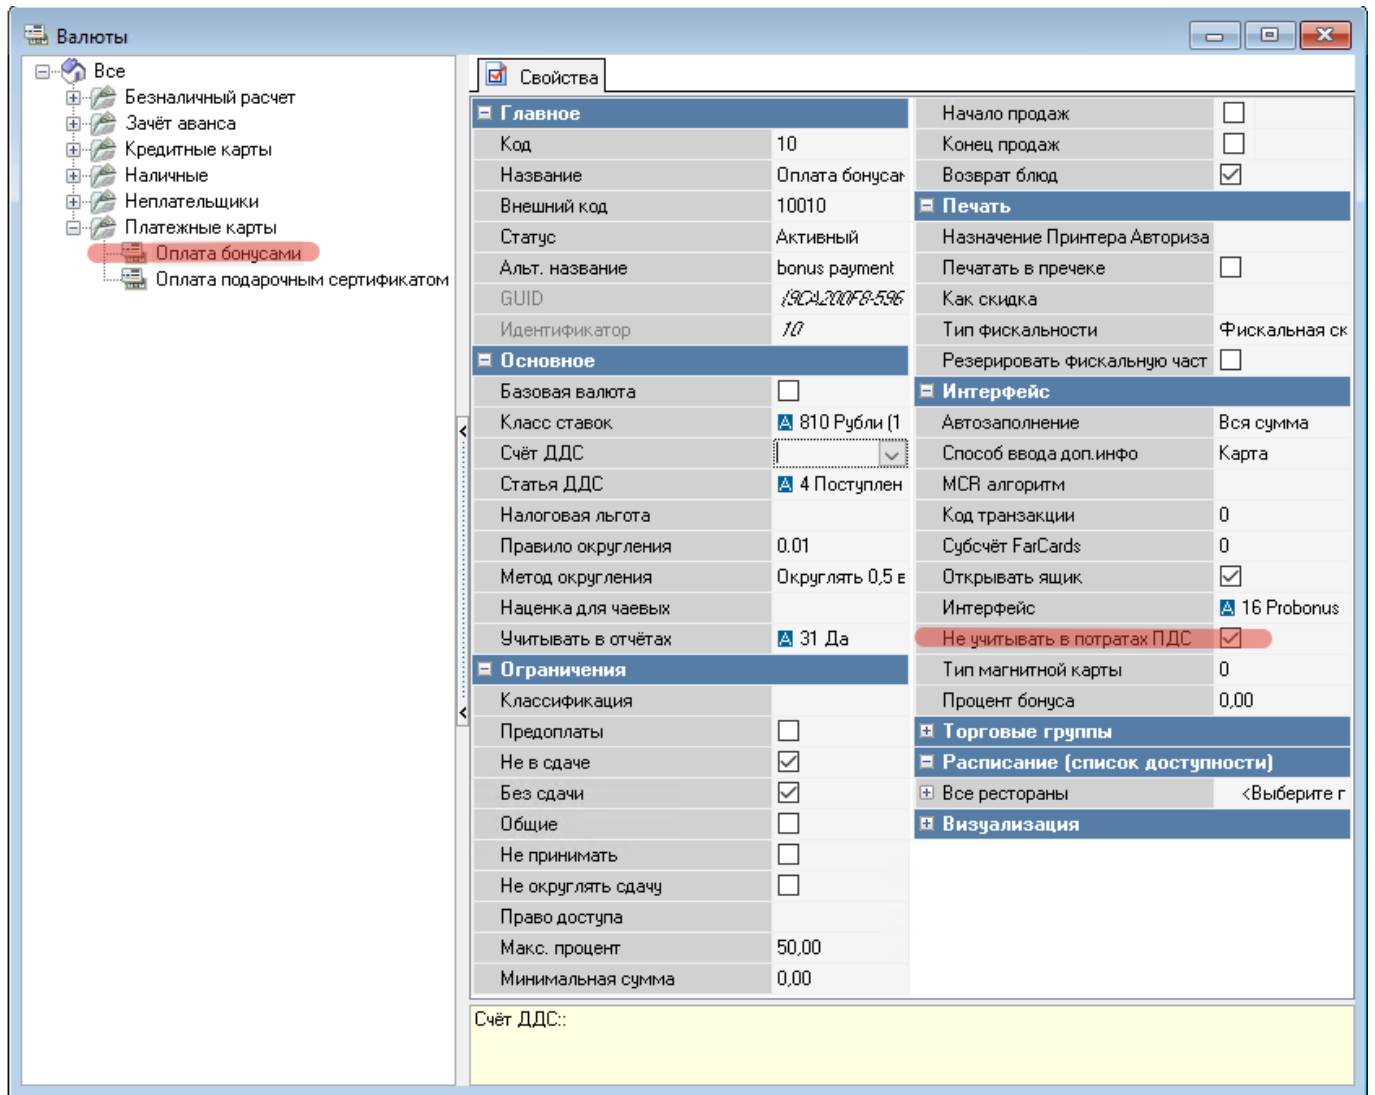 Валюты
Все
Безналичный расчет
Зачёт аванса
Кредитные карты
Наличные
Неплательщики
Платежные карты
Оплата бонусами
Оплата подарочным сертификатом
Свойства
Главное
Код 10
Название Оплата бонусам
Внешний код 10010
Статус Активный
Альт. название bonus payment
GUID {9CA200F8-596
Идентификатор 10
Основное
Базовая валюта
Класс ставок 810 Рубли (1
Счёт ДДС
Статья ДДС 4 Поступлен
Налоговая льгота
Правило округления 0.01
Метод округления Округлять 0,5 в
Наценка для чаевых
Учитывать в отчётах 31 Да
Ограничения
Классификация
Предоплаты
Не в сдаче
Без сдачи
Общие
Не принимать
Не округлять сдачу
Право доступа
Макс. процент 50,00
Минимальная сумма 0,00
Начало продаж
Конец продаж
Возврат блюд
Печать
Назначение Принтера Авториза
Печатать в пречеке
Как скидка
Тип фискальности Фискальная ск
Резерировать фискальную част
Интерфейс
Автозаполнение Вся сумма
Способ ввода доп.инфо Карта
MCR алгоритм
Код транзакции 0
Субсчёт FarCards 0
Открывать ящик
Интерфейс 16 Probonus
Не учитывать в потратах ПДС
Тип магнитной карты 0
Процент бонуса 0,00
Торговые группы
Расписание (список доступности)
Все рестораны <Выберите г
Визуализация
Счёт ДДС::